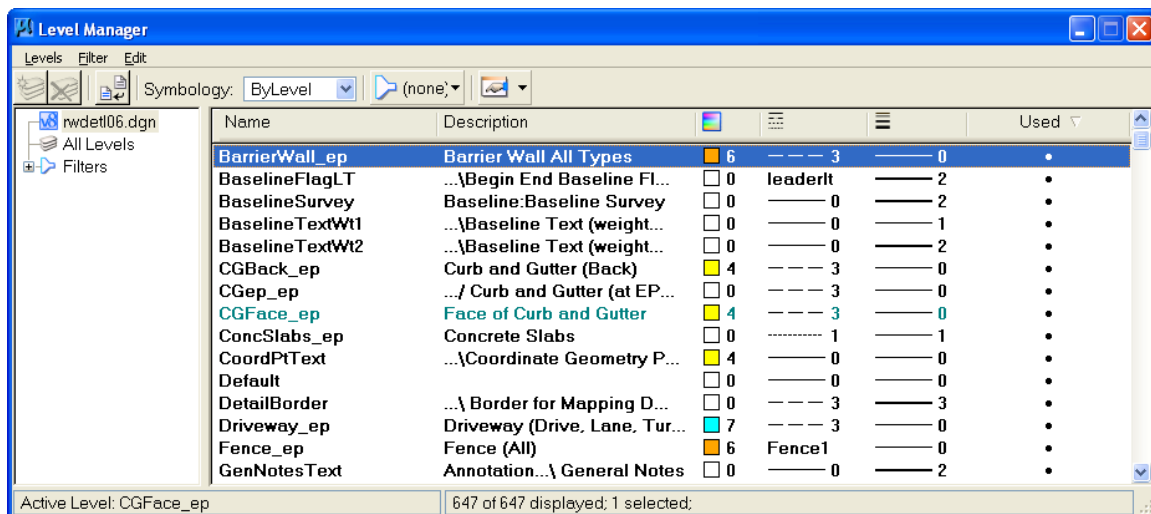 Level Manager
Levels Filter Edit
Symbology: ByLevel (none)
rwdetl06.dgn
All Levels
Filters
Name Description Used
BarrierWall_ep Barrier Wall All Types 6 3 0
BaselineFlagLT ...\Begin End Baseline Fl... 0 leaderlt 2
BaselineSurvey Baseline:Baseline Survey 0 0 2
BaselineTextWt1 ...\Baseline Text (weight... 0 0 1
BaselineTextWt2 ...\Baseline Text (weight... 0 0 2
CGBack_ep Curb and Gutter (Back) 4 3 0
CGep_ep .../ Curb and Gutter (at EP... 0 3 0
CGFace_ep Face of Curb and Gutter 4 3 0
ConcSlabs_ep Concrete Slabs 0 1 1
CoordPtText ...\Coordinate Geometry P... 4 0 0
Default 0 0 0
DetailBorder ...\ Border for Mapping D... 0 3 3
Driveway_ep Driveway (Drive, Lane, Tur... 7 3 0
Fence_ep Fence (All) 6 Fence1 0
GenNotesText Annotation...\ General Notes 0 0 2
Active Level: CGFace_ep 647 of 647 displayed; 1 selected;